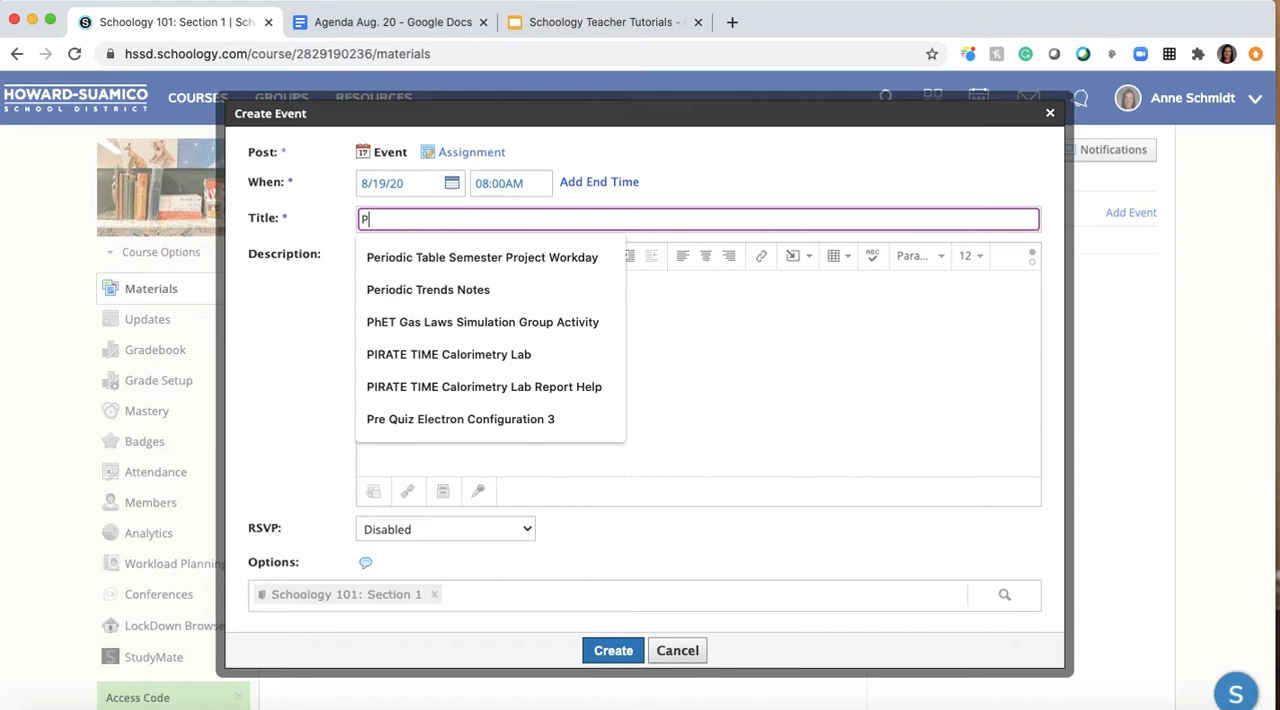 Schoology 101: Section 1 | Sch
Agenda Aug. 20 - Google Docs
Schoology Teacher Tutorials -
hssd.schoology.com/course/2829190236/materials
HOWARD-SUAMICO
SCHOOL DISTRICT
COURSES
GROUPS
RESOURCES
Anne Schmidt
Create Event
Notifications
Post: *
17
Event
Assignment
When: *
8/19/20
08:00AM
Add End Time
Add Event
Title: *
P
Course Options
Description:
Para...
12
Periodic Table Semester Project Workday
Materials
Periodic Trends Notes
Updates
PhET Gas Laws Simulation Group Activity
Gradebook
PIRATE TIME Calorimetry Lab
Grade Setup
PIRATE TIME Calorimetry Lab Report Help
Mastery
Pre Quiz Electron Configuration 3
Badges
Attendance
Members
RSVP:
Disabled
Analytics
Options:
Workload Planning
Schoology 101: Section 1 x
Conferences
LockDown Browse
Create
Cancel
StudyMate
Access Code
S